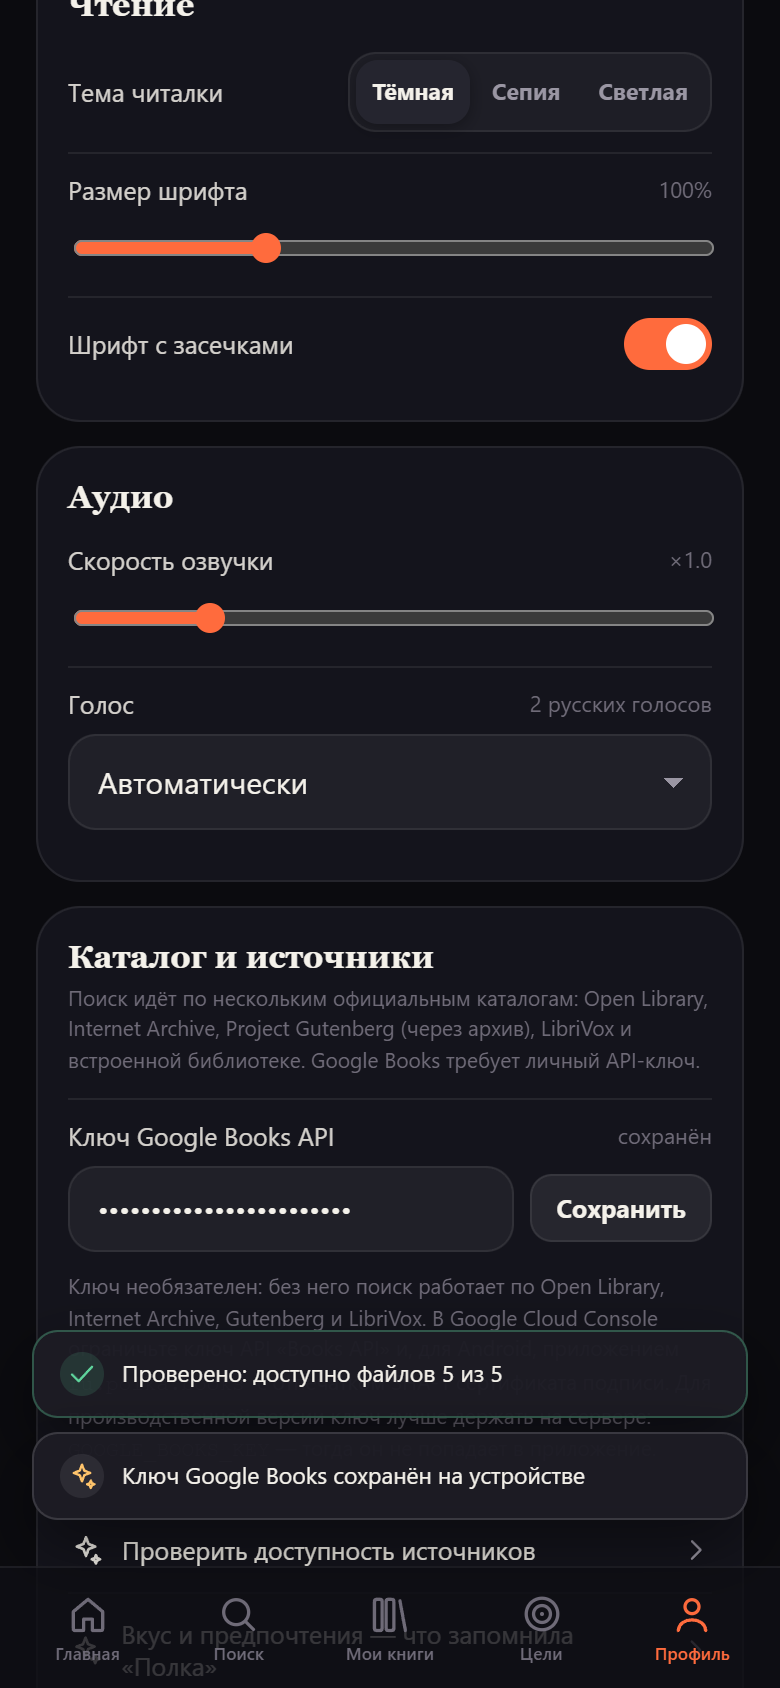 Чтение
Тема читалки
Тёмная
Сепия
Светлая
Размер шрифта
100%
Шрифт с засечками
Аудио
Скорость озвучки
×1.0
Голос
2 русских голосов
Автоматически
Каталог и источники
Поиск идёт по нескольким официальным каталогам: Open Library,
Internet Archive, Project Gutenberg (через архив), LibriVox и
встроенной библиотеке. Google Books требует личный API-ключ.
Ключ Google Books API
сохранён
Сохранить
Ключ необязателен: без него поиск работает по Open Library,
Internet Archive, Gutenberg и LibriVox. В Google Cloud Console
Проверено: доступно файлов 5 из 5
производственной версии ключ лучше держать на сервере.
Ключ Google Books сохранён на устройстве
Проверить доступность источников
Вкус и предпочтения — что запомнила
«Полка»
Главная
Поиск
Мои книги
Цели
Профиль